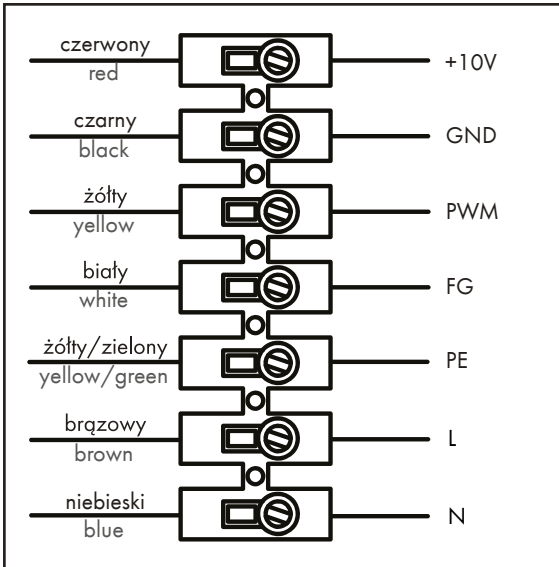 czerwony
red
+10V
czarny
black
GND
żółty
yellow
PWM
biały
white
FG
żółty/zielony
yellow/green
PE
brązowy
brown
L
niebieski
blue
N